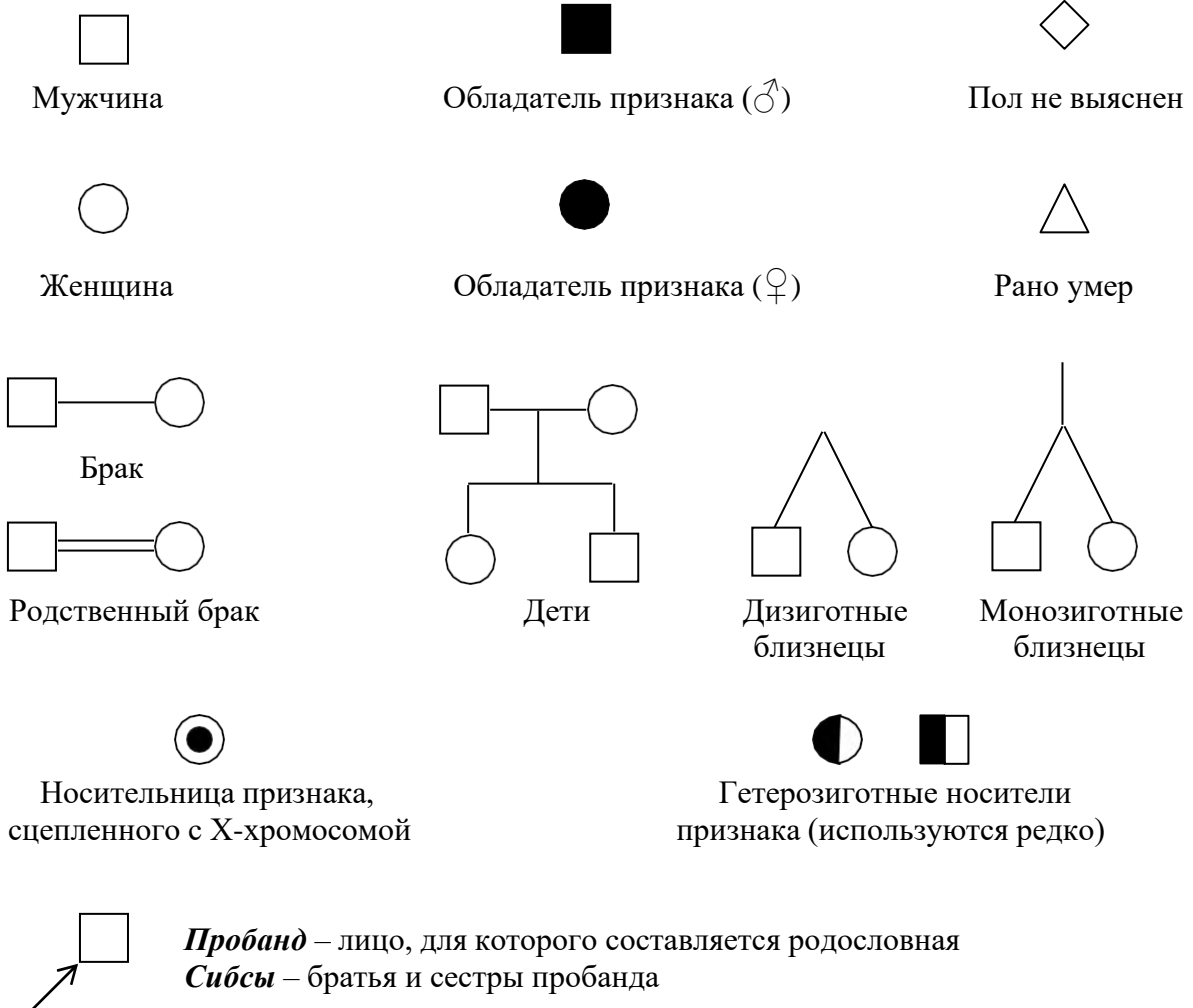 Мужчина
Обладатель признака (♂)
Пол не выяснен
Женщина
Обладатель признака (♀)
Рано умер
Брак
Родственный брак
Дети
Дизиготные
близнецы
Монозиготные
близнецы
Носительница признака,
сцепленного с X-хромосомой
Гетерозиготные носители
признака (используются редко)
Пробанд – лицо, для которого составляется родословная
Сибсы – братья и сестры пробанда